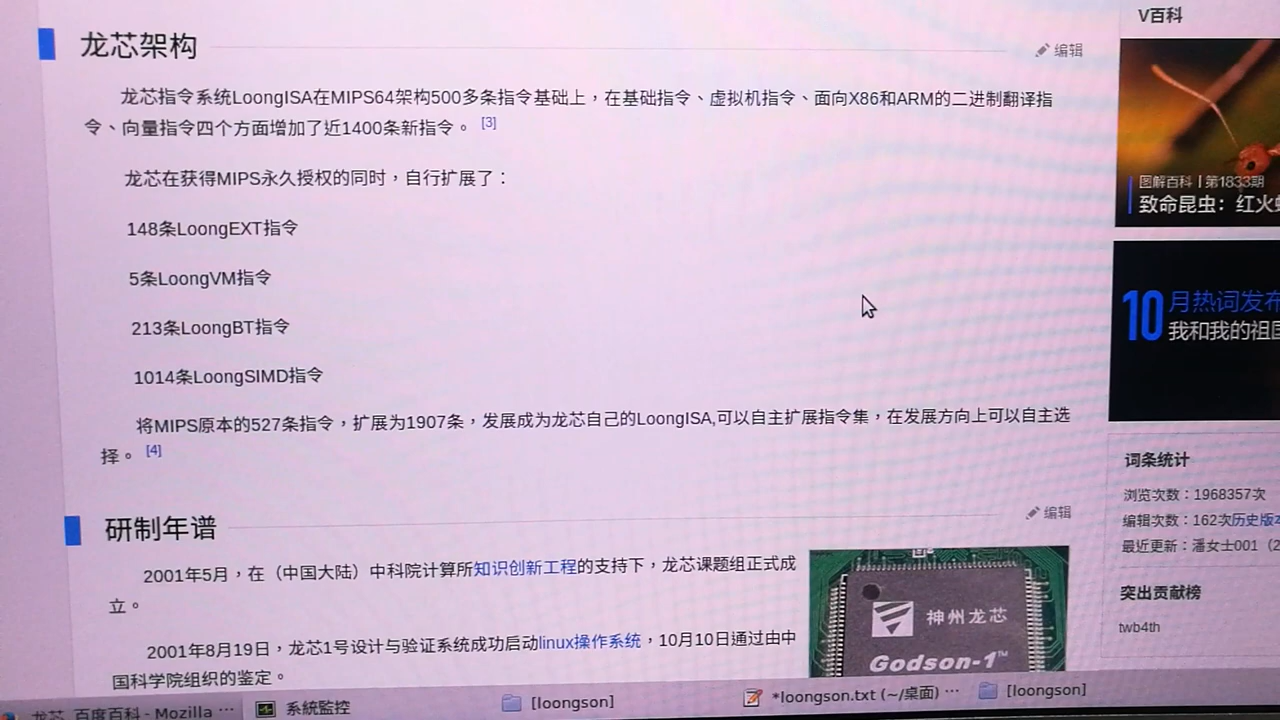 龙芯架构
编辑
龙芯指令系统LoongISA在MIPS64架构500多条指令基础上，在基础指令、虚拟机指令、面向X86和ARM的二进制翻译指
令、向量指令四个方面增加了近1400条新指令。 [3]
龙芯在获得MIPS永久授权的同时，自行扩展了：
148条LoongEXT指令
5条LoongVM指令
213条LoongBT指令
1014条LoongSIMD指令
将MIPS原本的527条指令，扩展为1907条，发展成为龙芯自己的LoongISA,可以自主扩展指令集，在发展方向上可以自主选
择。 [4]
研制年谱
编辑
2001年5月，在（中国大陆）中科院计算所知识创新工程的支持下，龙芯课题组正式成
立。
2001年8月19日，龙芯1号设计与验证系统成功启动linux操作系统，10月10日通过由中
国科学院组织的鉴定。
神州龙芯
Godson-1™
V百科
图解百科 | 第1833期
致命昆虫：红火
10月热词发布
我和我的祖国
词条统计
浏览次数：1968357次
编辑次数：162次历史版
最近更新：潘女士001（2
突出贡献榜
twb4th
龙芯_百度百科 - Mozilla ⋯
系統監控
[loongson]
*loongson.txt (~/桌面) ⋯
[loongson]